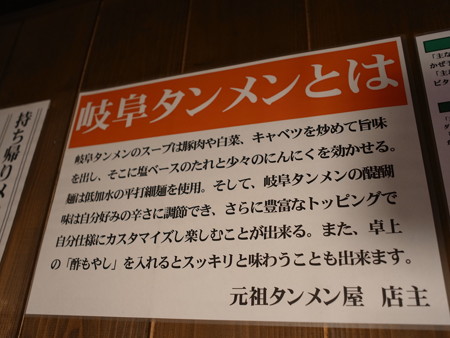 岐阜タンメンとは
岐阜タンメンのスープは豚肉や白菜、キャベツを炒めて旨味
を出し、そこに塩ベースのたれと少々のにんにくを効かせる。
麺は低加水の平打細麺を使用。そして、岐阜タンメンの醍醐
味は自分好みの辛さに調節でき、さらに豊富なトッピングで
自分仕様にカスタマイズし楽しむことが出来る。また、卓上
の「酢もやし」を入れるとスッキリと味わうことも出来ます。
元祖タンメン屋 店主
持ち帰りメ
「主な
かぜ
「主
ビタ